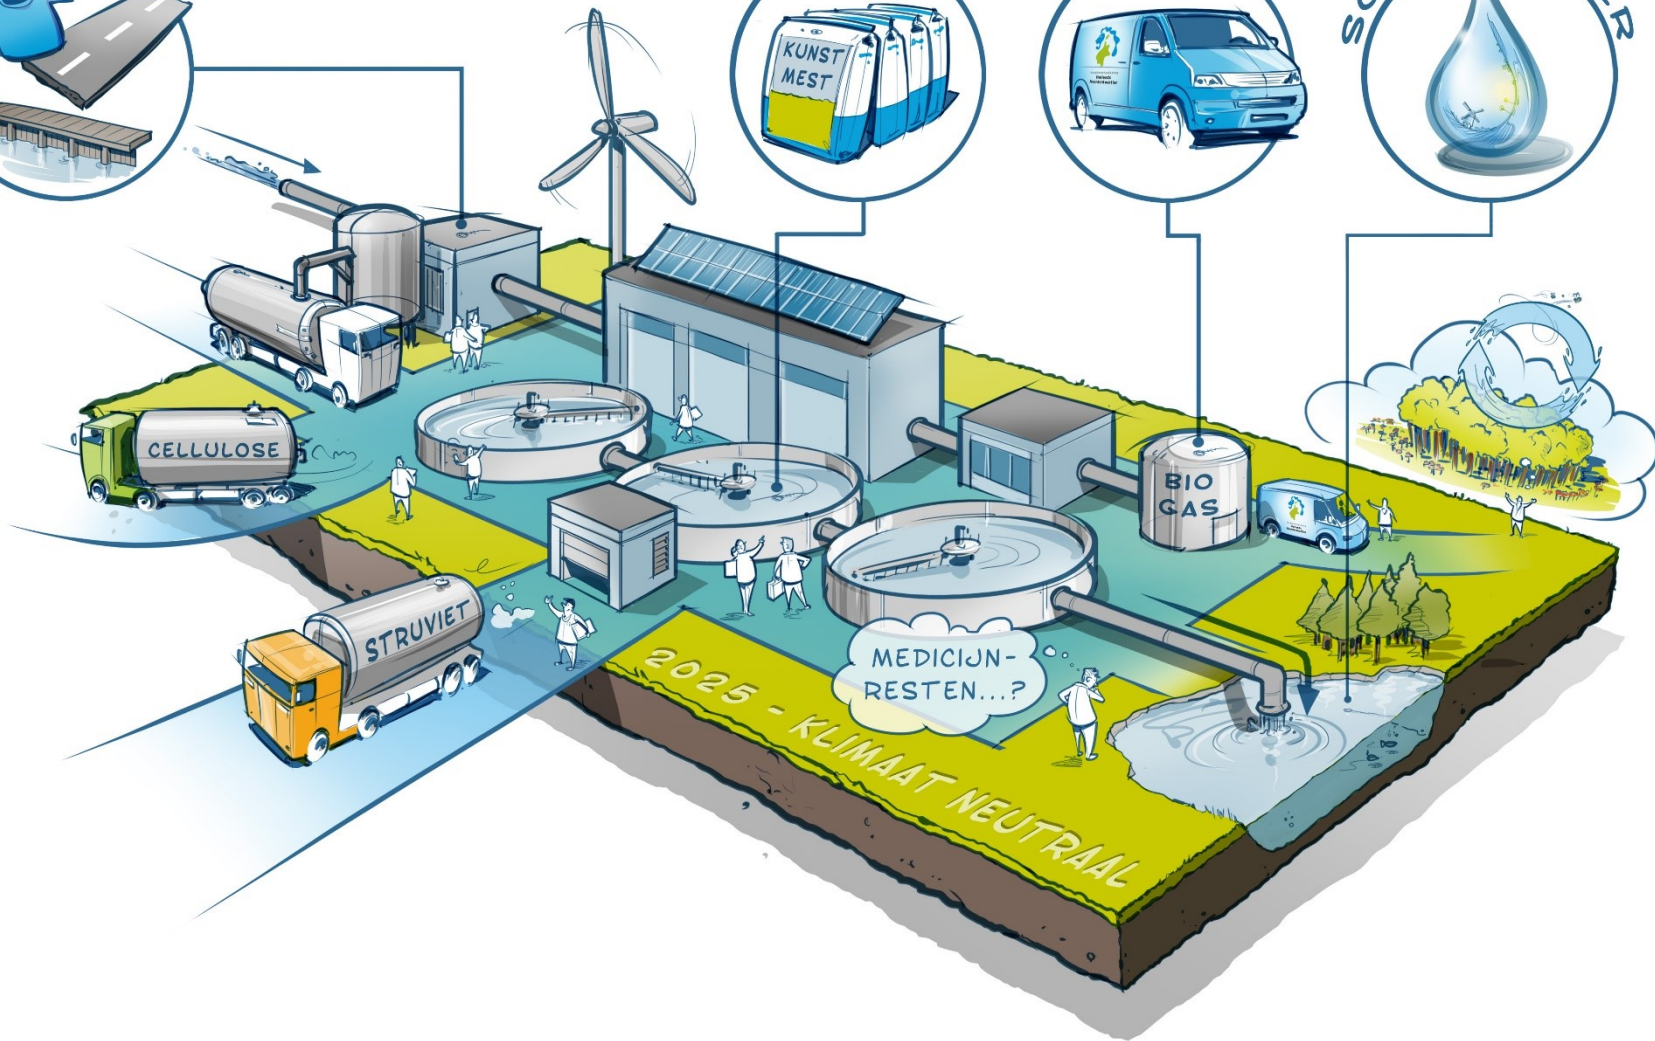 KUNST
MEST
CELLULOSE
BIO
GAS
STRUVIET
MEDICIJN-
RESTEN...?
2025 - KLIMAAT NEUTRAAL